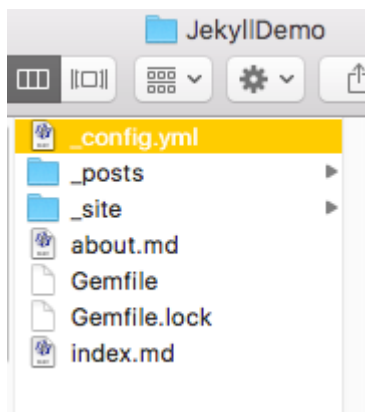 JekyllDemo
_config.yml
_posts
_site
about.md
Gemfile
Gemfile.lock
index.md